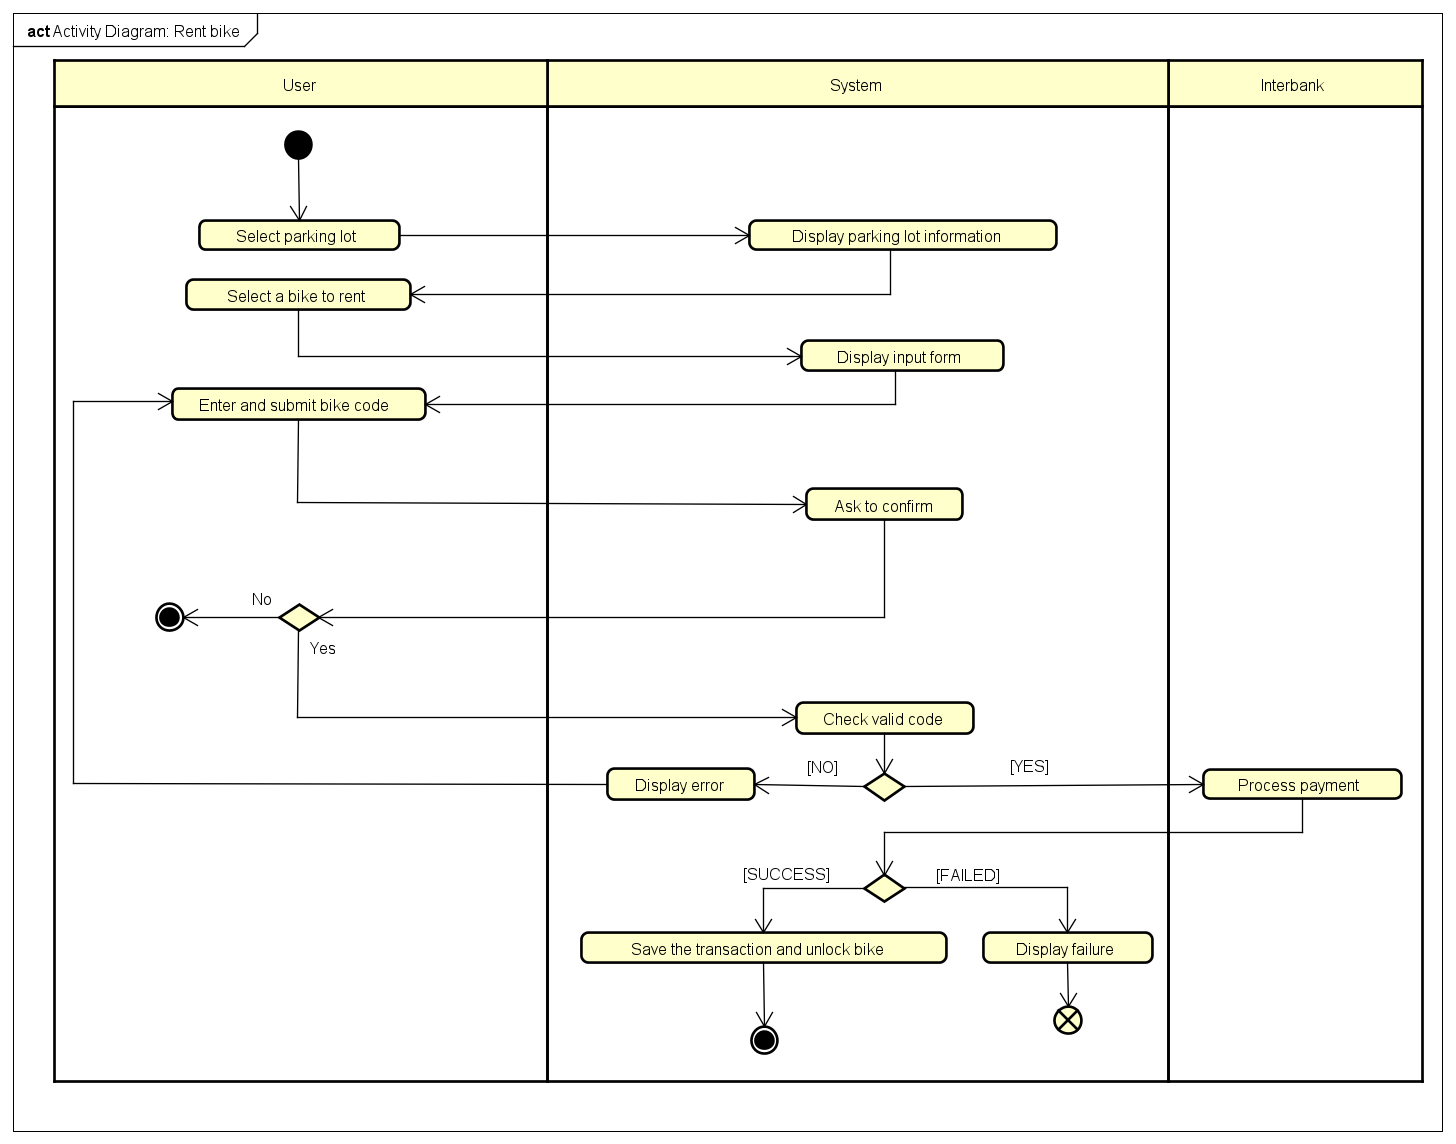 act Activity Diagram: Rent bike
User
System
Interbank
Select parking lot
Display parking lot information
Select a bike to rent
Display input form
Enter and submit bike code
Ask to confirm
No
Yes
Check valid code
[NO]
[YES]
Display error
Process payment
[SUCCESS]
[FAILED]
Save the transaction and unlock bike
Display failure